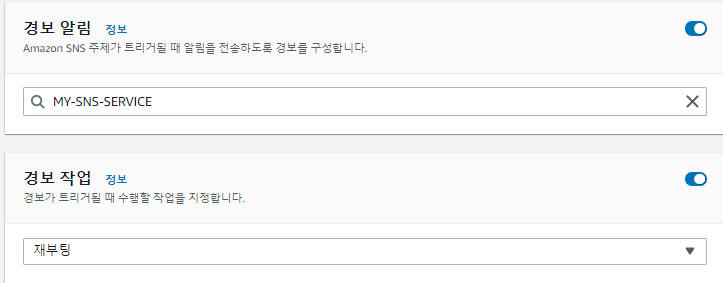 경보 알림 정보
Amazon SNS 주제가 트리거될 때 알림을 전송하도록 경보를 구성합니다.
MY-SNS-SERVICE
경보 작업 정보
경보가 트리거될 때 수행할 작업을 지정합니다.
재부팅